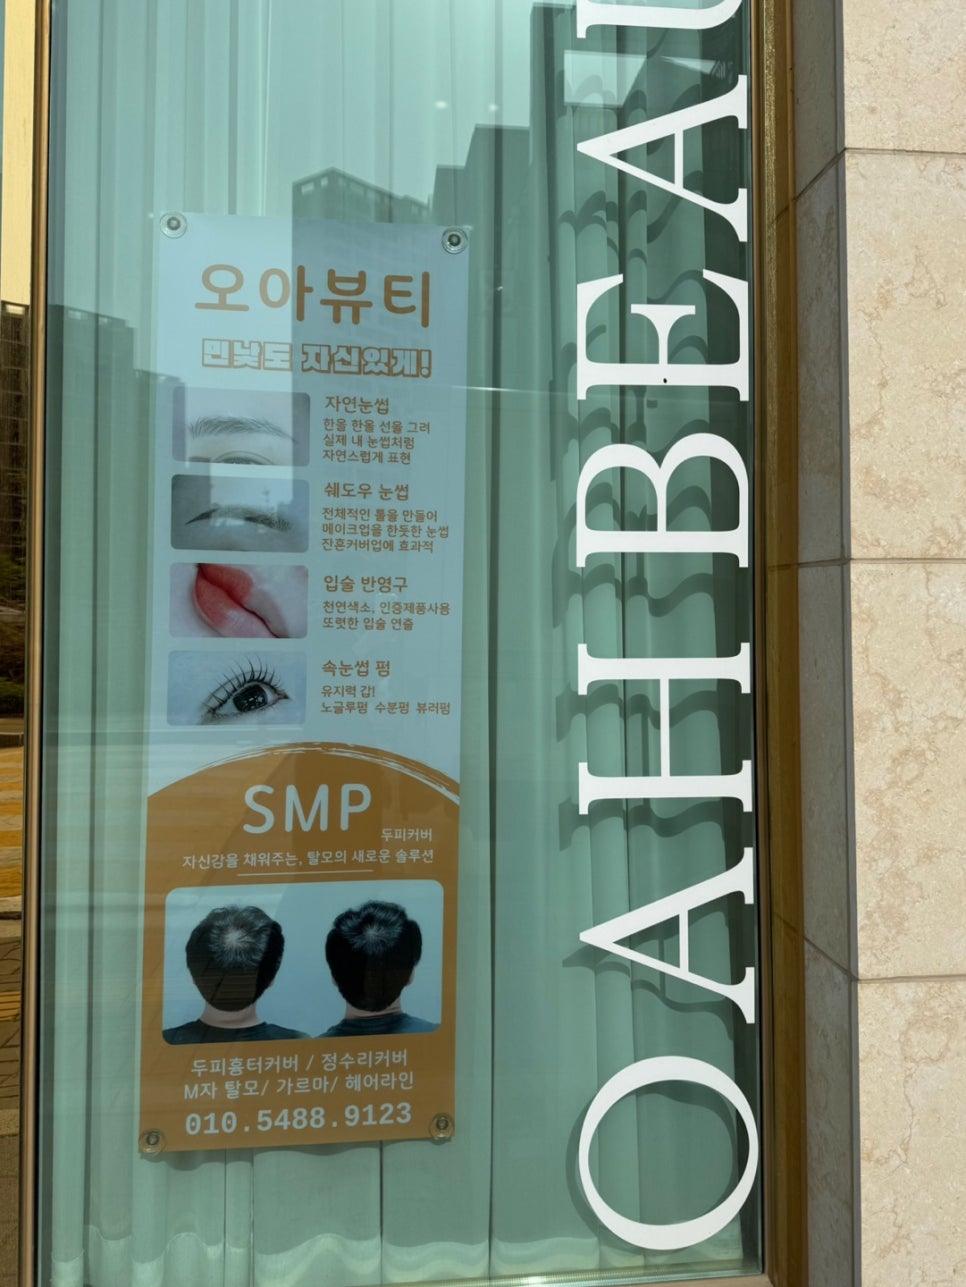 오아뷰티
민낯도 자신있게!
자연눈썹
한올 한올 선을 그려
실제 내 눈썹처럼
자연스럽게 표현
쉐도우 눈썹
전체적인 틀을 만들어
메이크업을 한듯한 눈썹
잔흔커버업에 효과적
입술 반영구
천연색소, 인증제품사용
또렷한 입술 연출
속눈썹 펌
유지력 갑!
노글루펌 수분펌 뷰러펌
SMP
두피커버
자신감을 채워주는, 탈모의 새로운 솔루션
두피흉터커버 / 정수리커버
M자 탈모/ 가르마/ 헤어라인
010.5488.9123
OAHBEAU